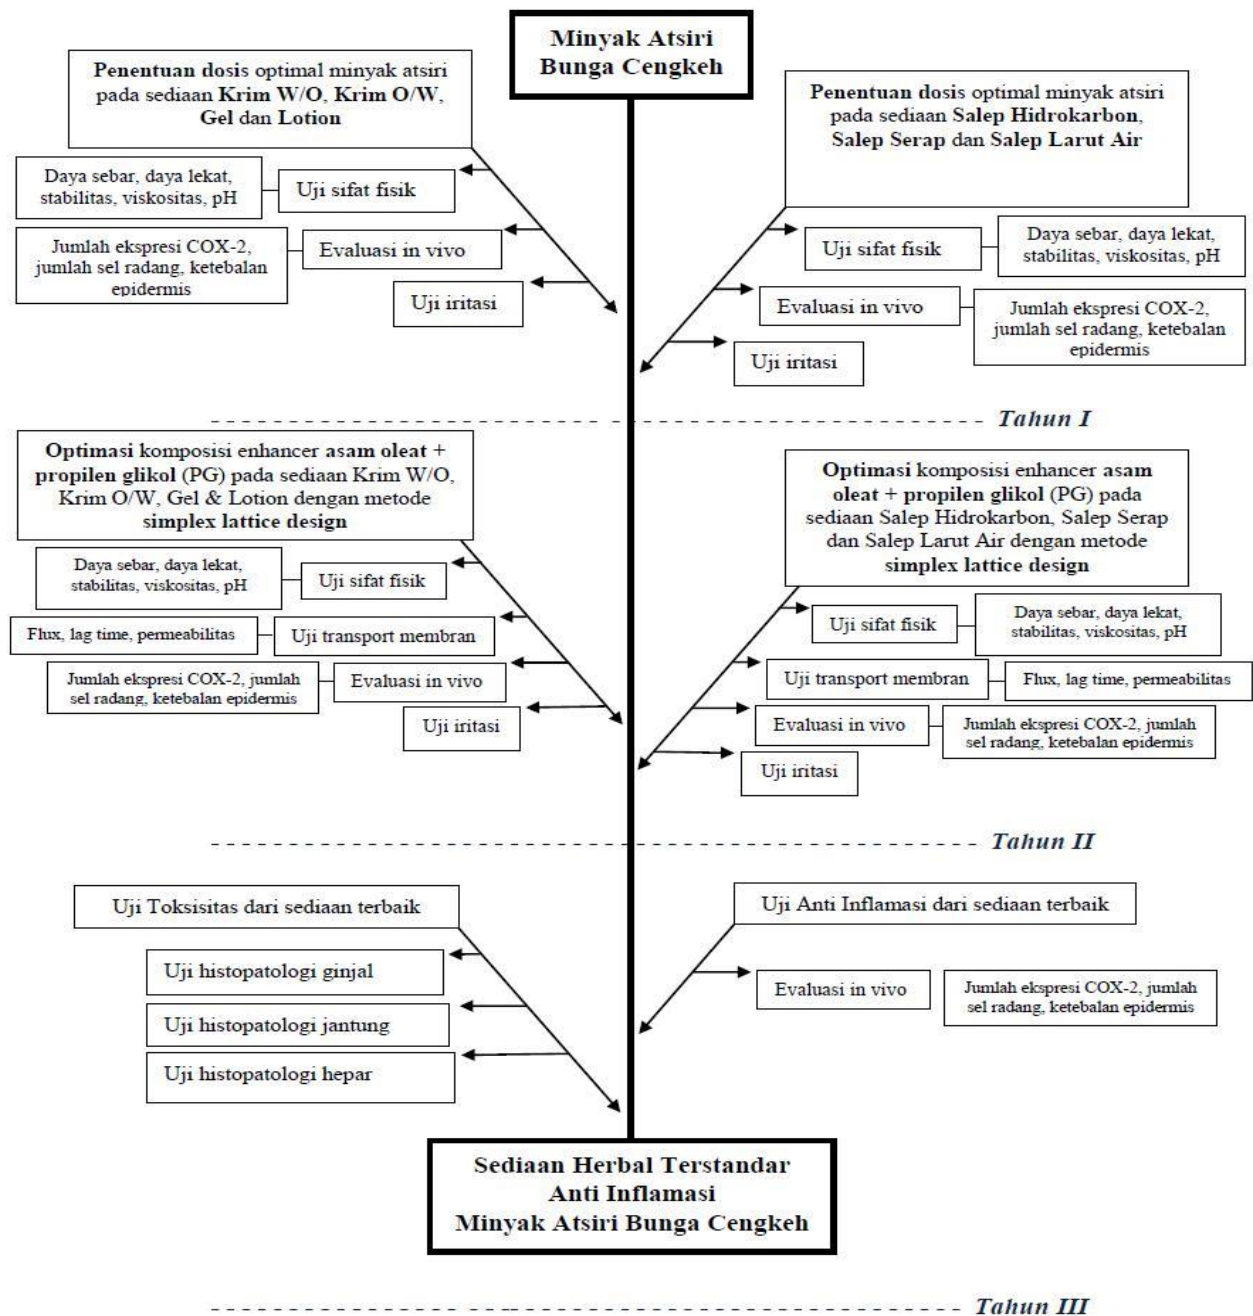 Minyak Atsiri
Bunga Cengkeh
Penentuan dosis optimal minyak atsiri
pada sediaan Krim W/O, Krim O/W,
Gel dan Lotion
Daya sebar, daya lekat,
stabilitas, viskositas, pH
Uji sifat fisik
Jumlah ekspresi COX-2,
jumlah sel radang, ketebalan
epidermis
Evaluasi in vivo
Uji iritasi
Penentuan dosis optimal minyak atsiri
pada sediaan Salep Hidrokarbon,
Salep Serap dan Salep Larut Air
Uji sifat fisik
Daya sebar, daya lekat,
stabilitas, viskositas, pH
Evaluasi in vivo
Jumlah ekspresi COX-2,
jumlah sel radang, ketebalan
epidermis
Uji iritasi
Tahun I
Optimasi komposisi enhancer asam oleat +
propilen glikol (PG) pada sediaan Krim W/O,
Krim O/W, Gel & Lotion dengan metode
simplex lattice design
Daya sebar, daya lekat,
stabilitas, viskositas, pH
Uji sifat fisik
Flux, lag time, permeabilitas
Uji transport membran
Jumlah ekspresi COX-2, jumlah
sel radang, ketebalan epidermis
Evaluasi in vivo
Uji iritasi
Optimasi komposisi enhancer asam
oleat + propilen glikol (PG) pada
sediaan Salep Hidrokarbon, Salep Serap
dan Salep Larut Air dengan metode
simplex lattice design
Uji sifat fisik
Daya sebar, daya lekat,
stabilitas, viskositas, pH
Uji transport membran
Flux, lag time, permeabilitas
Evaluasi in vivo
Jumlah ekspresi COX-2, jumlah
sel radang, ketebalan epidermis
Uji iritasi
Tahun II
Uji Toksisitas dari sediaan terbaik
Uji histopatologi ginjal
Uji histopatologi jantung
Uji histopatologi hepar
Uji Anti Inflamasi dari sediaan terbaik
Evaluasi in vivo
Jumlah ekspresi COX-2, jumlah
sel radang, ketebalan epidermis
Sediaan Herbal Terstandar
Anti Inflamasi
Minyak Atsiri Bunga Cengkeh
Tahun III